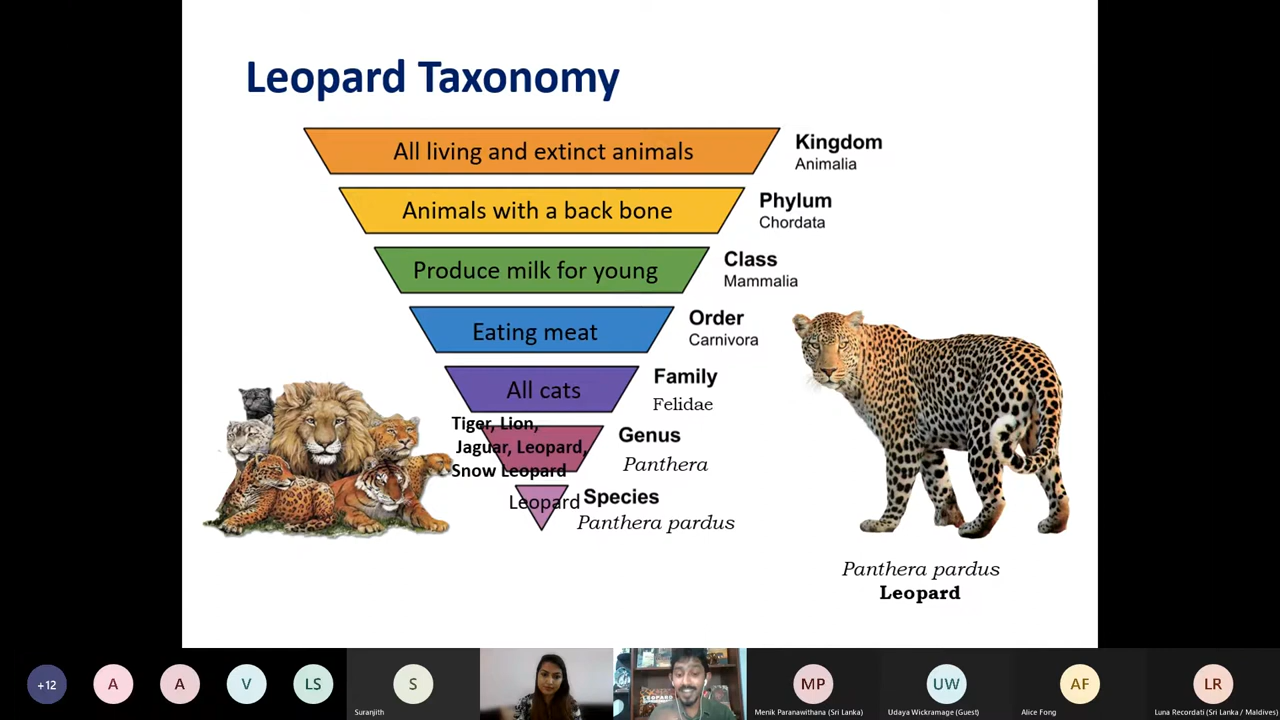 Leopard Taxonomy
All living and extinct animals
Kingdom
Animalia
Animals with a back bone
Phylum
Chordata
Produce milk for young
Class
Mammalia
Eating meat
Order
Carnivora
All cats
Family
Felidae
Tiger, Lion,
Jaguar, Leopard,
Snow Leopard
Genus
Panthera
Leopard
Species
Panthera pardus
Panthera pardus
Leopard
+12
A
A
V
LS
S
Suranjith
MP
Menik Paranawithana (Sri Lanka)
UW
Udaya Wickramage (Guest)
AF
Alice Fong
LR
Luna Recordati (Sri Lanka / Maldives)